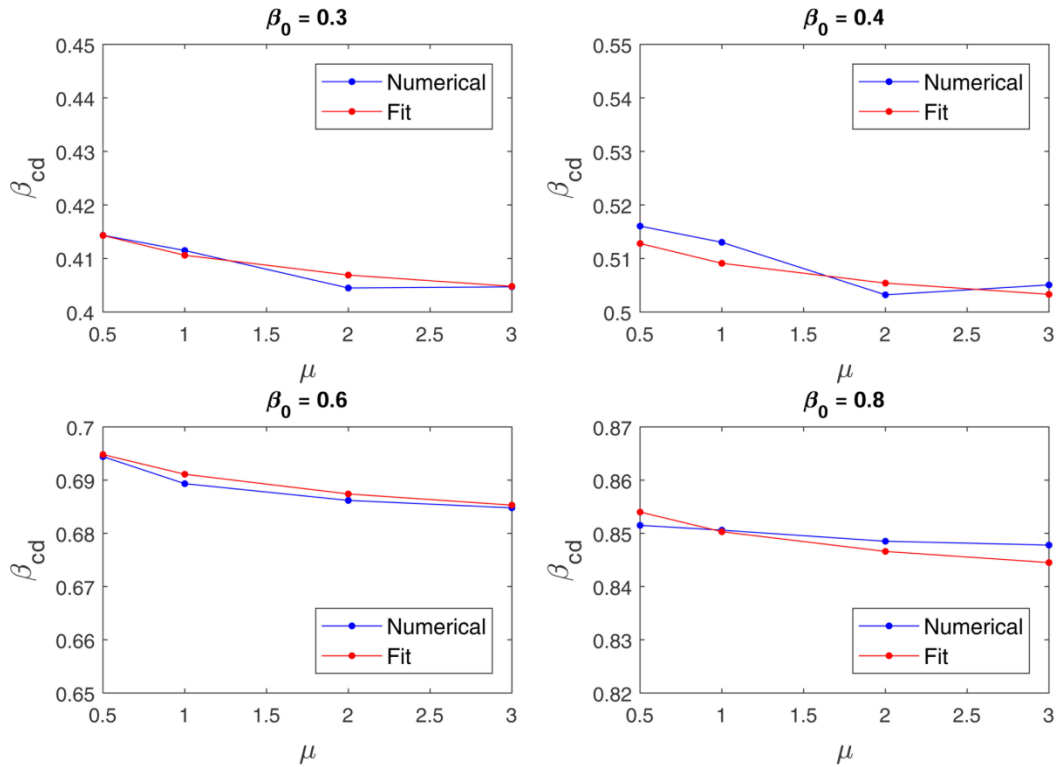 β₀ = 0.3
0.45
0.44
0.43
0.42
0.41
0.4
β_cd
0.5 1 1.5 2 2.5 3
μ
Numerical
Fit
β₀ = 0.4
0.55
0.54
0.53
0.52
0.51
0.5
β_cd
0.5 1 1.5 2 2.5 3
μ
Numerical
Fit
β₀ = 0.6
0.7
0.69
0.68
0.67
0.66
0.65
β_cd
0.5 1 1.5 2 2.5 3
μ
Numerical
Fit
β₀ = 0.8
0.87
0.86
0.85
0.84
0.83
0.82
β_cd
0.5 1 1.5 2 2.5 3
μ
Numerical
Fit